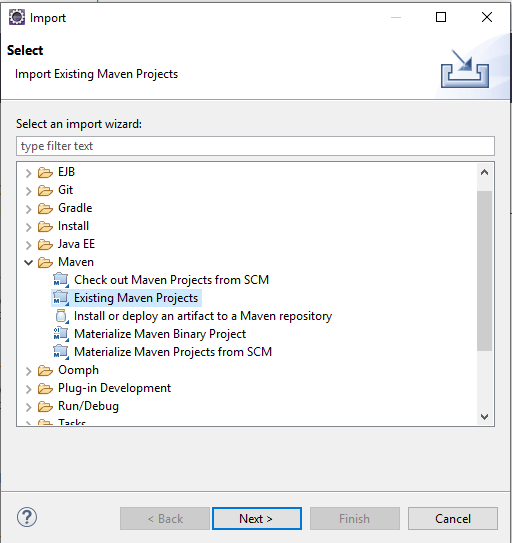 Import
Select
Import Existing Maven Projects
Select an import wizard:
type filter text
EJB
Git
Gradle
Install
Java EE
Maven
Check out Maven Projects from SCM
Existing Maven Projects
Install or deploy an artifact to a Maven repository
Materialize Maven Binary Project
Materialize Maven Projects from SCM
Oomph
Plug-in Development
Run/Debug
Tasks
< Back Next > Finish Cancel